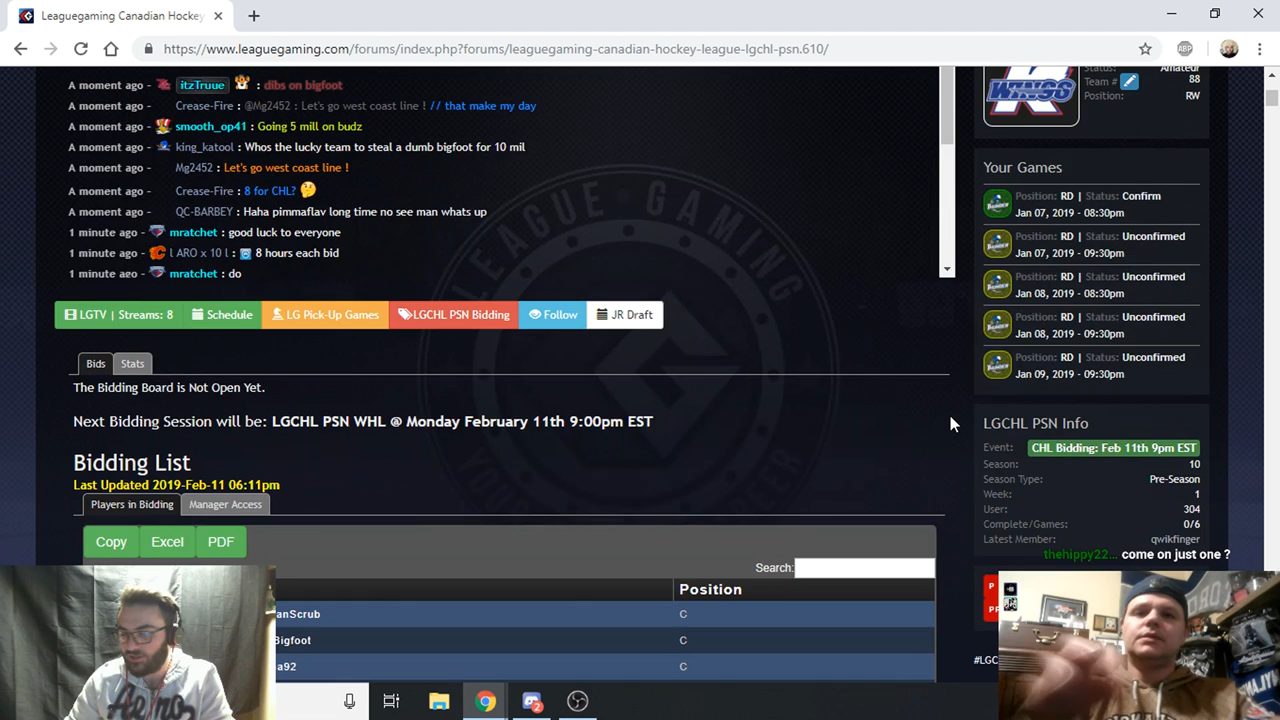 Leaguegaming Canadian Hockey
https://www.leaguegaming.com/forums/index.php?forums/leaguegaming-canadian-hockey-league-lgchl-psn.610/
ABP
A moment ago - itzTruue : dibs on bigfoot
A moment ago - Crease-Fire : @Mg2452 : Let's go west coast line ! // that make my day
A moment ago - smooth_op41 : Going 5 mill on budz
A moment ago - king_katool : Whos the lucky team to steal a dumb bigfoot for 10 mil
A moment ago - Mg2452 : Let's go west coast line !
A moment ago - Crease-Fire : 8 for CHL? 🤔
A moment ago - QC-BARBEY : Haha pimmaflav long time no see man whats up
1 minute ago - mratchet : good luck to everyone
1 minute ago - l ARO x 10 l : 8 hours each bid
1 minute ago - mratchet : do
Status: Amateur
Team # 88
Position: RW
WINGS
Your Games
Position: RD | Status: Confirm
Jan 07, 2019 - 08:30pm
Position: RD | Status: Unconfirmed
Jan 07, 2019 - 09:30pm
Position: RD | Status: Unconfirmed
Jan 08, 2019 - 08:30pm
Position: RD | Status: Unconfirmed
Jan 08, 2019 - 09:30pm
Position: RD | Status: Unconfirmed
Jan 09, 2019 - 09:30pm
LEAGUE GAMING
LGTV | Streams: 8
Schedule
LG Pick-Up Games
LGCHL PSN Bidding
Follow
JR Draft
Bids
Stats
The Bidding Board is Not Open Yet.
Next Bidding Session will be: LGCHL PSN WHL @ Monday February 11th 9:00pm EST
Bidding List
Last Updated 2019-Feb-11 06:11pm
Players in Bidding
Manager Access
Copy
Excel
PDF
Search:
Position
anScrub C
Bigfoot C
a92 C
LGCHL PSN Info
Event: CHL Bidding: Feb 11th 9pm EST
Season: 10
Season Type: Pre-Season
Week: 1
User: 304
Complete/Games: 0/6
Latest Member: qwikfinger
thehippy22... come on just one ?
#LGC
2